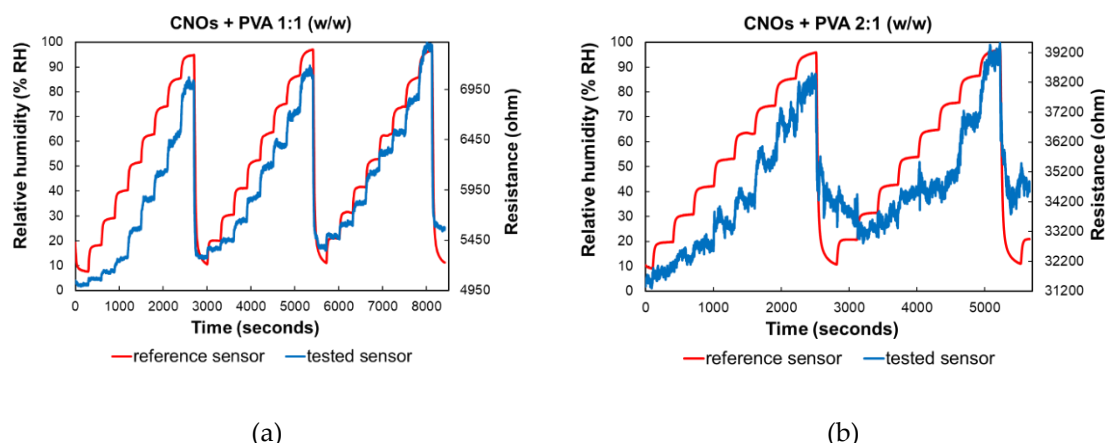 CNOs + PVA 1:1 (w/w)
Relative humidity (% RH)
100
90
80
70
60
50
40
30
20
10
0
6950
6450
5950
5450
4950
Resistance (ohm)
0 1000 2000 3000 4000 5000 6000 7000 8000
Time (seconds)
reference sensor tested sensor
(a)
CNOs + PVA 2:1 (w/w)
Relative humidity (% RH)
100
90
80
70
60
50
40
30
20
10
0
39200
38200
37200
36200
35200
34200
33200
32200
31200
Resistance (ohm)
0 1000 2000 3000 4000 5000
Time (seconds)
reference sensor tested sensor
(b)